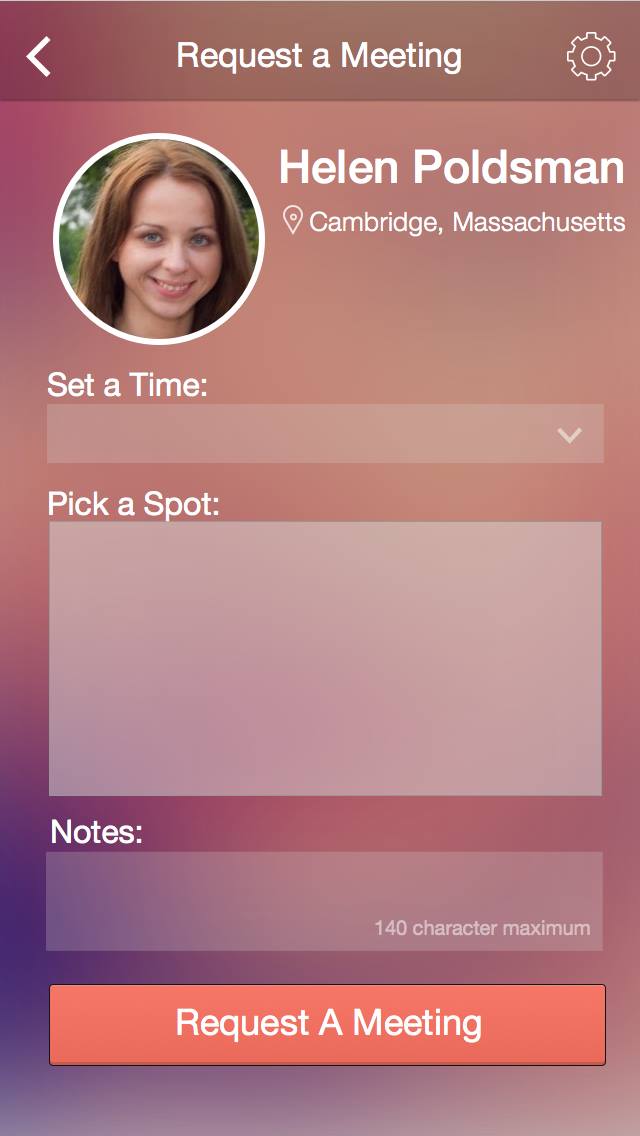 Request a Meeting
Helen Poldsman
Cambridge, Massachusetts
Set a Time:
Pick a Spot:
Notes:
140 character maximum
Request A Meeting